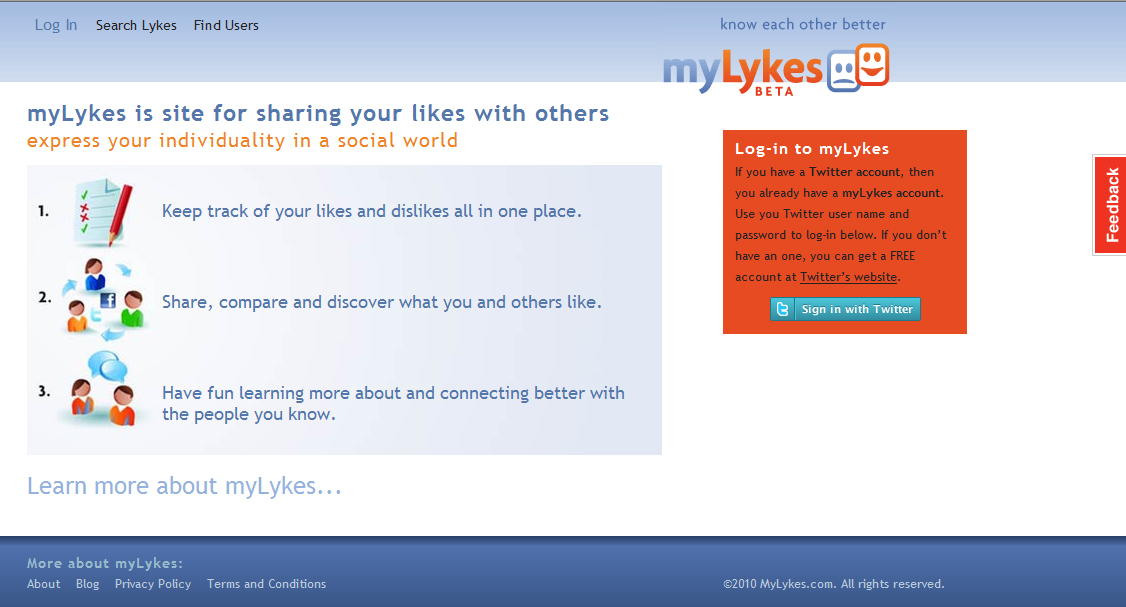 Log In Search Lykes Find Users
know each other better
myLykes
BETA
myLykes is site for sharing your likes with others
express your individuality in a social world
1. Keep track of your likes and dislikes all in one place.
2. Share, compare and discover what you and others like.
f
3. Have fun learning more about and connecting better with
the people you know.
Learn more about myLykes...
Log-in to myLykes
If you have a Twitter account, then
you already have a myLykes account.
Use you Twitter user name and
password to log-in below. If you don't
have an one, you can get a FREE
account at Twitter's website.
Sign in with Twitter
Feedback
More about myLykes:
About Blog Privacy Policy Terms and Conditions
©2010 MyLykes.com. All rights reserved.